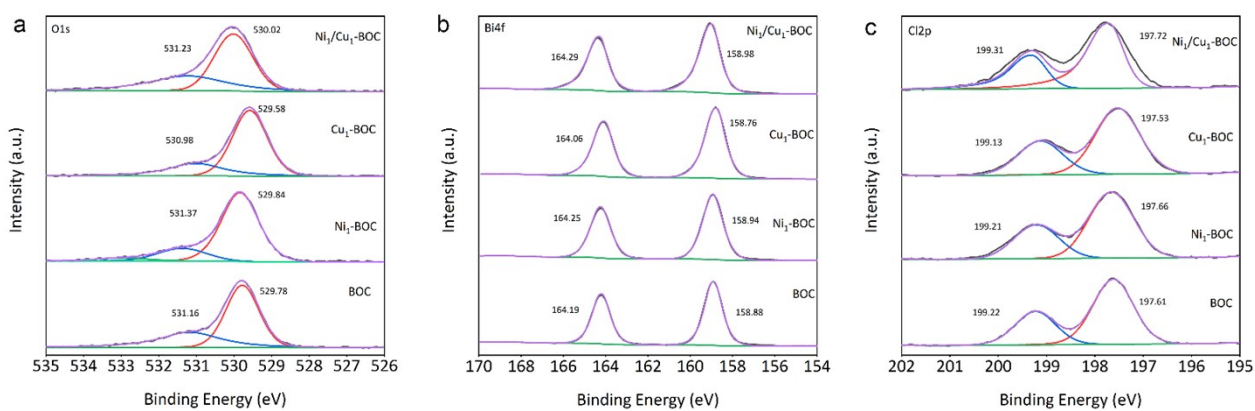 a
O1s
531.23
530.02
Ni1/Cu1-BOC
529.58
530.98
Cu1-BOC
529.84
531.37
Ni1-BOC
529.78
531.16
BOC
Intensity (a.u.)
535 534 533 532 531 530 529 528 527 526
Binding Energy (eV)
b
Bi4f
Ni1/Cu1-BOC
164.29
158.98
164.06
158.76
Cu1-BOC
164.25
158.94
Ni1-BOC
164.19
158.88
BOC
Intensity (a.u.)
170 168 166 164 162 160 158 156 154
Binding Energy (eV)
c
Cl2p
199.31
197.72
Ni1/Cu1-BOC
199.13
197.53
Cu1-BOC
199.21
197.66
Ni1-BOC
199.22
197.61
BOC
Intensity (a.u.)
202 201 200 199 198 197 196 195
Binding Energy (eV)